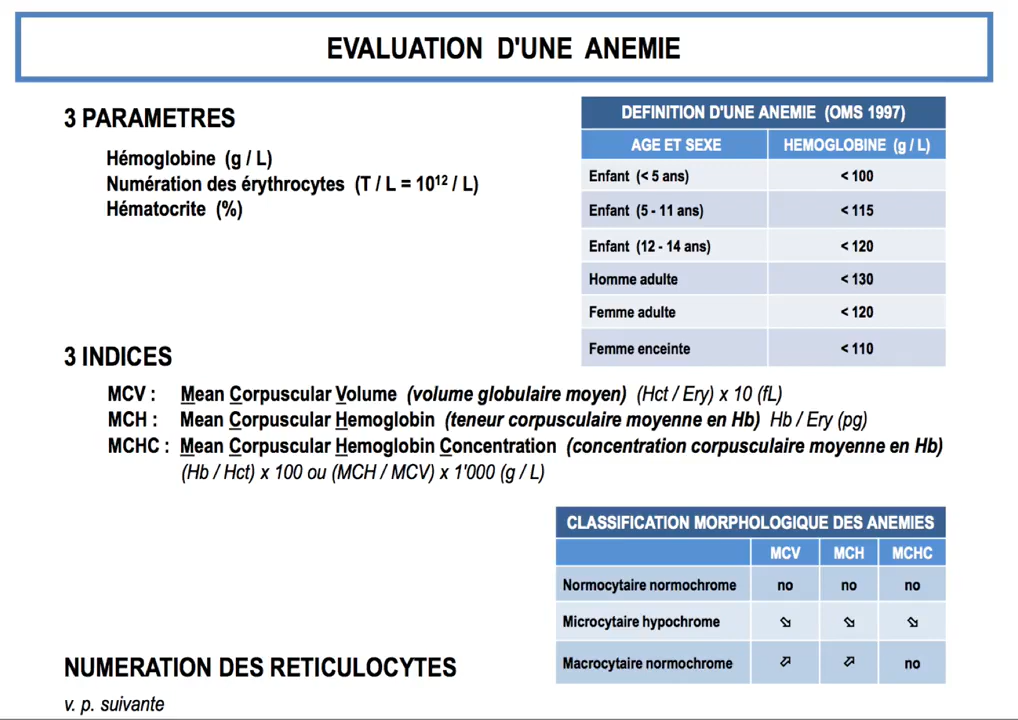 EVALUATION D'UNE ANEMIE
3 PARAMETRES
Hémoglobine (g / L)
Numération des érythrocytes (T / L = 10¹² / L)
Hématocrite (%)
DEFINITION D'UNE ANEMIE (OMS 1997)
AGE ET SEXE HEMOGLOBINE (g / L)
Enfant (< 5 ans) < 100
Enfant (5 - 11 ans) < 115
Enfant (12 - 14 ans) < 120
Homme adulte < 130
Femme adulte < 120
Femme enceinte < 110
3 INDICES
MCV : Mean Corpuscular Volume (volume globulaire moyen) (Hct / Ery) x 10 (fL)
MCH : Mean Corpuscular Hemoglobin (teneur corpusculaire moyenne en Hb) Hb / Ery (pg)
MCHC : Mean Corpuscular Hemoglobin Concentration (concentration corpusculaire moyenne en Hb)
(Hb / Hct) x 100 ou (MCH / MCV) x 1'000 (g / L)
CLASSIFICATION MORPHOLOGIQUE DES ANEMIES
MCV MCH MCHC
Normocytaire normochrome no no no
Microcytaire hypochrome ⬂ ⬂ ⬂
Macrocytaire normochrome ⬀ ⬀ no
NUMERATION DES RETICULOCYTES
v. p. suivante